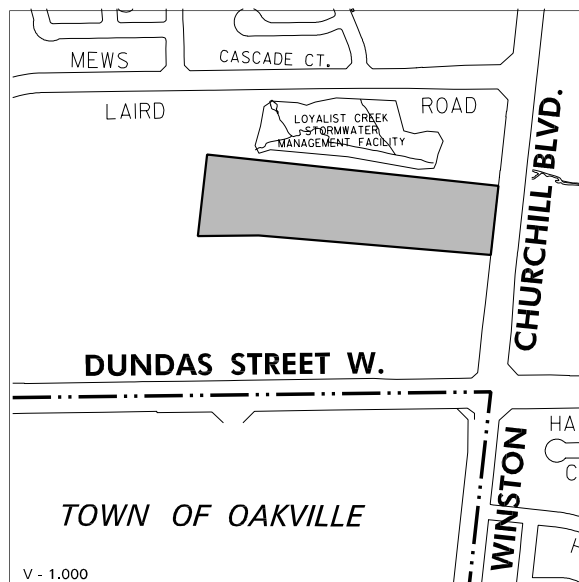 MEWS
CASCADE CT.
LAIRD ROAD
LOYALIST CREEK
STORMWATER
MANAGEMENT FACILITY
CHURCHILL BLVD.
DUNDAS STREET W.
WINSTON
HA
C
TOWN OF OAKVILLE
V - 1.000